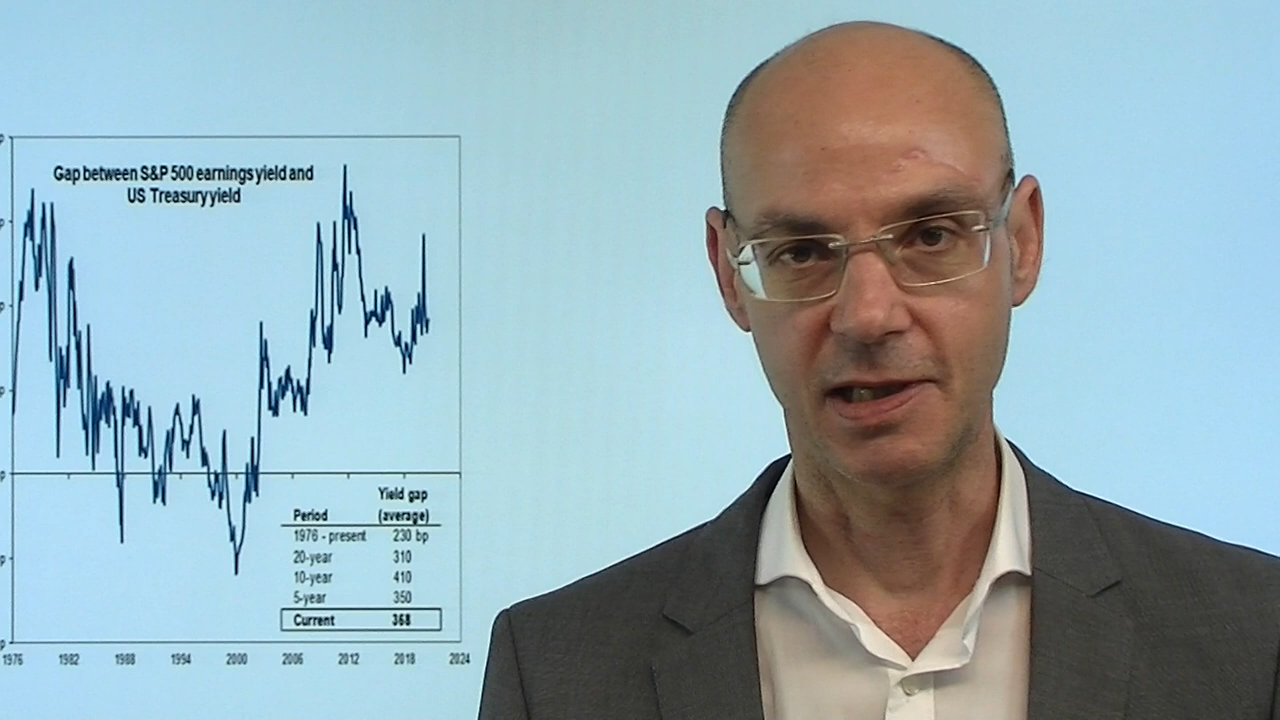 Gap between S&P 500 earnings yield and
US Treasury yield
Yield gap
Period (average)
1976 - present 230 bp
20-year 310
10-year 410
5-year 350
Current 368
1976 1982 1988 1994 2000 2006 2012 2018 2024